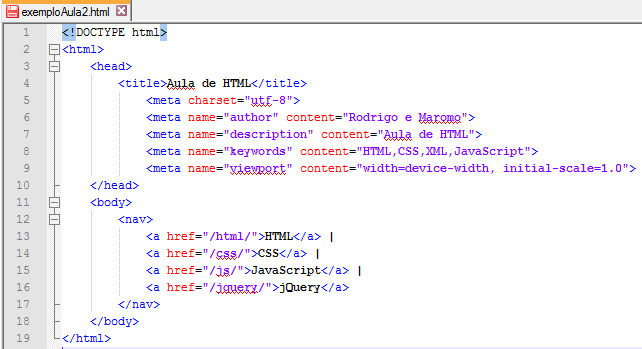 exemploAula2.html
1 <!DOCTYPE html>
2 <html>
3 <head>
4 <title>Aula de HTML</title>
5 <meta charset="utf-8">
6 <meta name="author" content="Rodrigo e Maromo">
7 <meta name="description" content="Aula de HTML">
8 <meta name="keywords" content="HTML,CSS,XML,JavaScript">
9 <meta name="viewport" content="width=device-width, initial-scale=1.0">
10 </head>
11 <body>
12 <nav>
13 <a href="/html/">HTML</a> |
14 <a href="/css/">CSS</a> |
15 <a href="/js/">JavaScript</a> |
16 <a href="/jquery/">jQuery</a>
17 </nav>
18 </body>
19 </html>